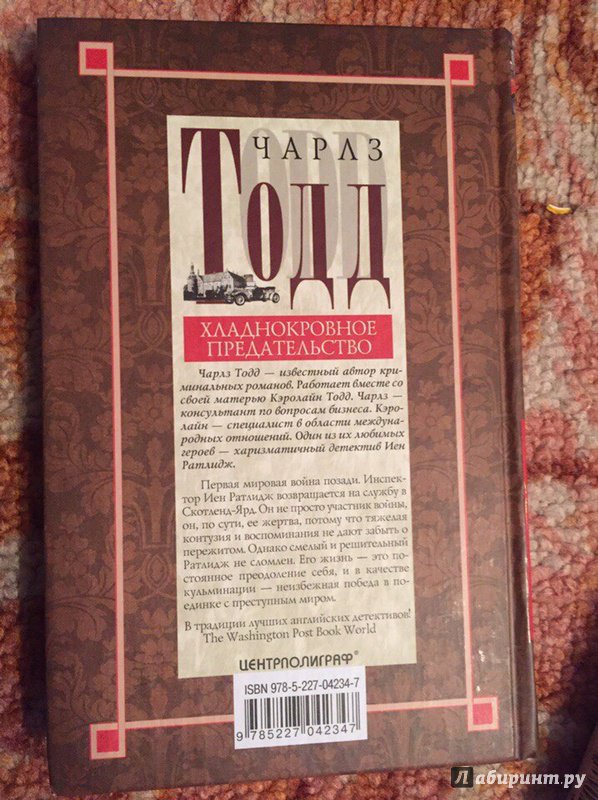 ЧАРЛЗ
ТОДД
ХЛАДНОКРОВНОЕ
ПРЕДАТЕЛЬСТВО
Чарлз Тодд — известный автор кри-
минальных романов. Работает вместе со
своей матерью Кэролайн Тодд. Чарлз —
консультант по вопросам бизнеса. Кэро-
лайн — специалист в области междуна-
родных отношений. Один из их любимых
героев — харизматичный детектив Иен
Ратлидж.
Первая мировая война позади. Инспек-
тор Иен Ратлидж возвращается на службу в
Скотленд-Ярд. Он не просто участник войны,
он, по сути, ее жертва, потому что тяжелая
контузия и воспоминания не дают забыть о
пережитом. Однако смелый и решительный
Ратлидж не сломлен. Его жизнь — это по-
стоянное преодоление себя, и в качестве
кульминации — неизбежная победа в по-
единке с преступным миром.
В традиции лучших английских детективов!
The Washington Post Book World
ЦЕНТРПОЛИГРАФ®
ISBN 978-5-227-04234-7
9 785227 042347
Лабиринт.ру